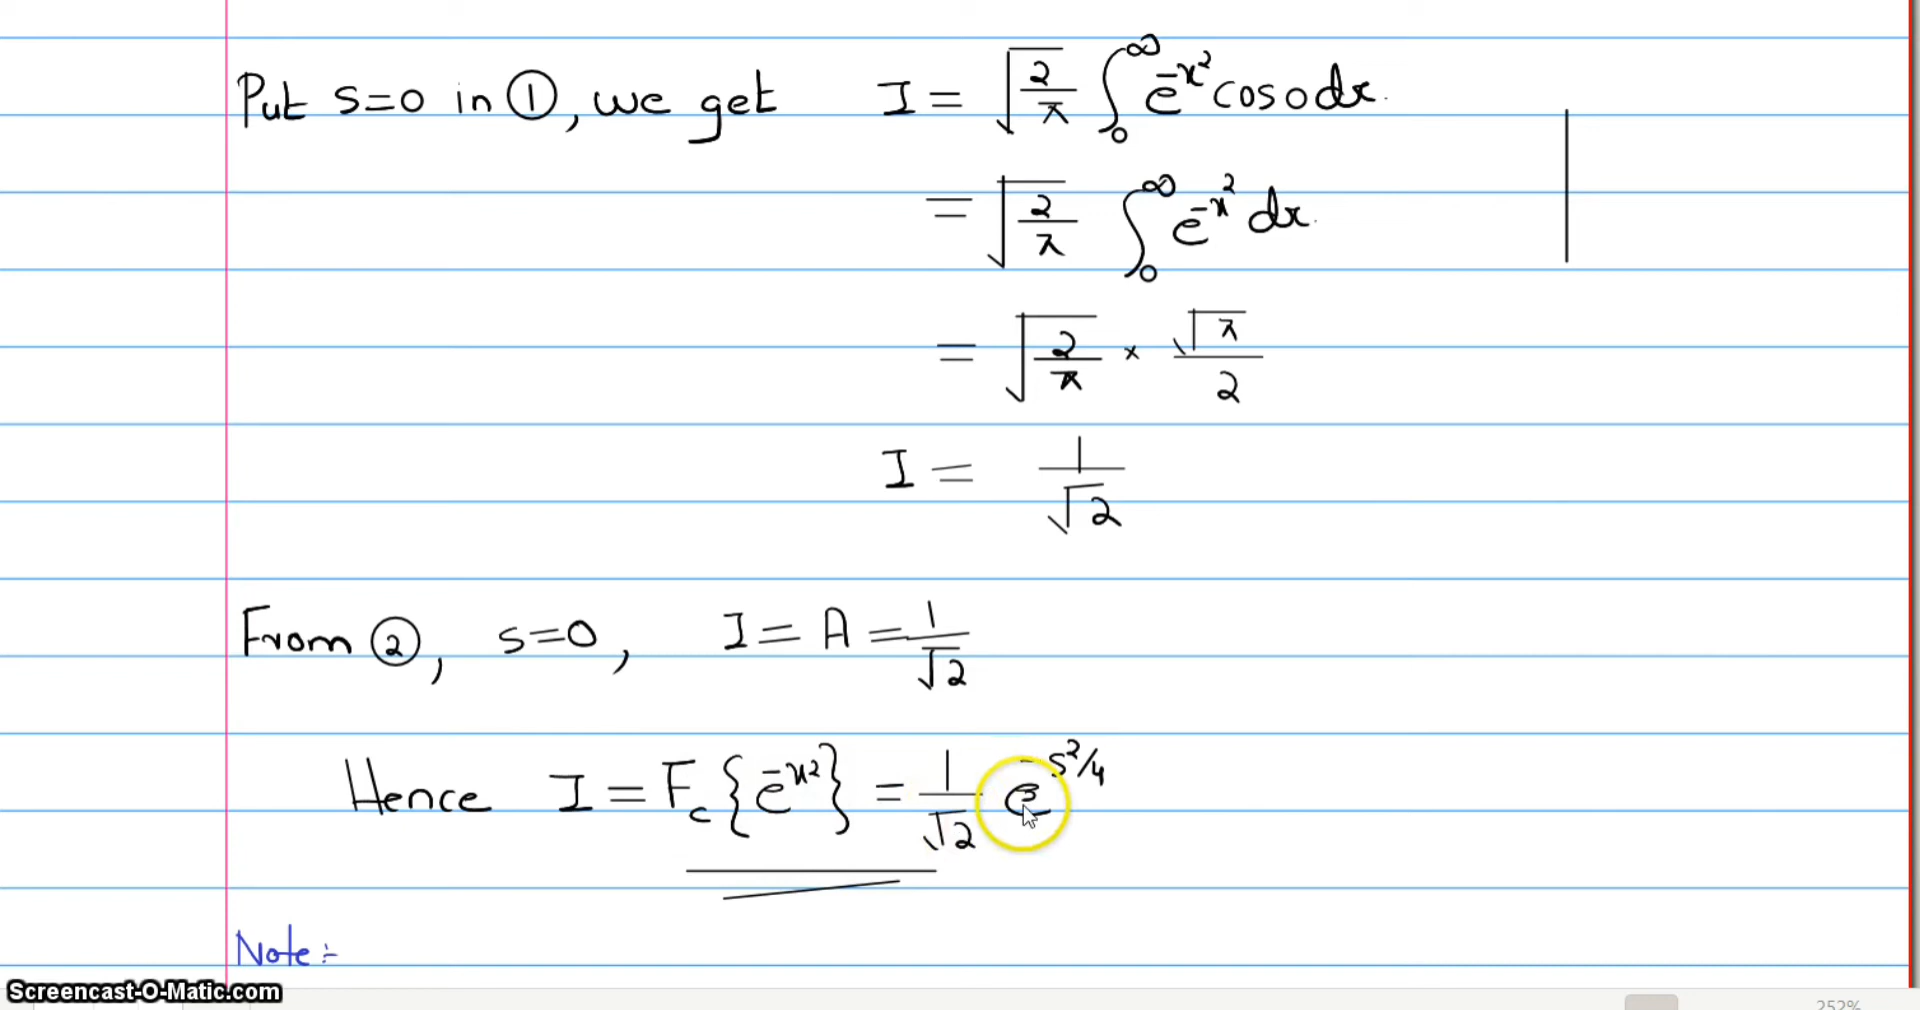 Put s=0 in ①, we get I = √(2/π) ∫₀^∞ e^{-x²} cos 0 dx.
= √(2/π) ∫₀^∞ e^{-x²} dx.
= √(2/π) × √π/2
I = 1/√2
From ②, s=0, I = A = 1/√2
Hence I = F_c{e^{-x²}} = 1/√2 e^{-s²/4}
Note :-
Screencast-O-Matic.com
252%